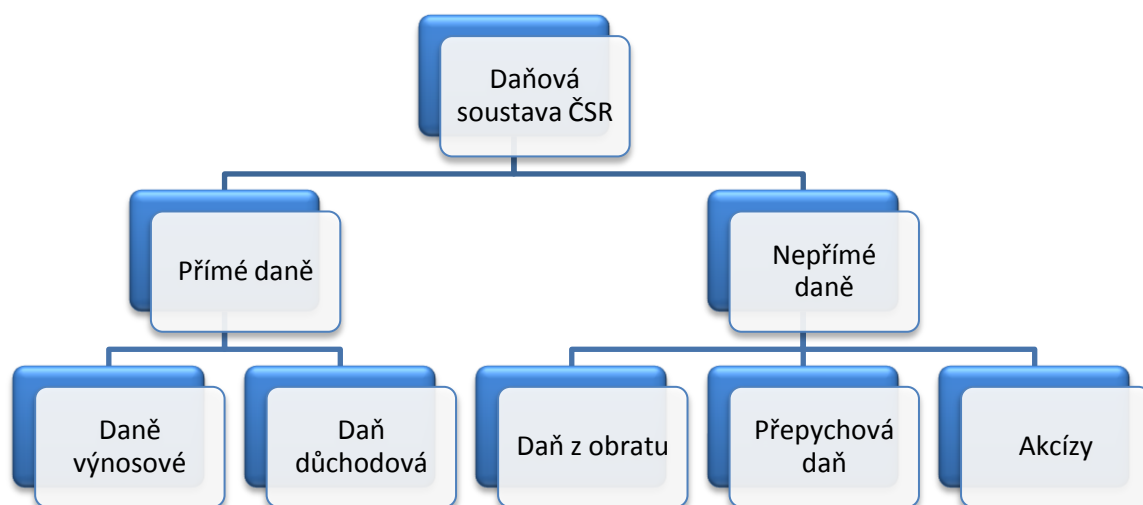 Daňová
soustava ČSR
Přímé daně
Nepřímé
daně
Daně
výnosové
Daň
důchodová
Daň z obratu
Přepychová
daň
Akcízy